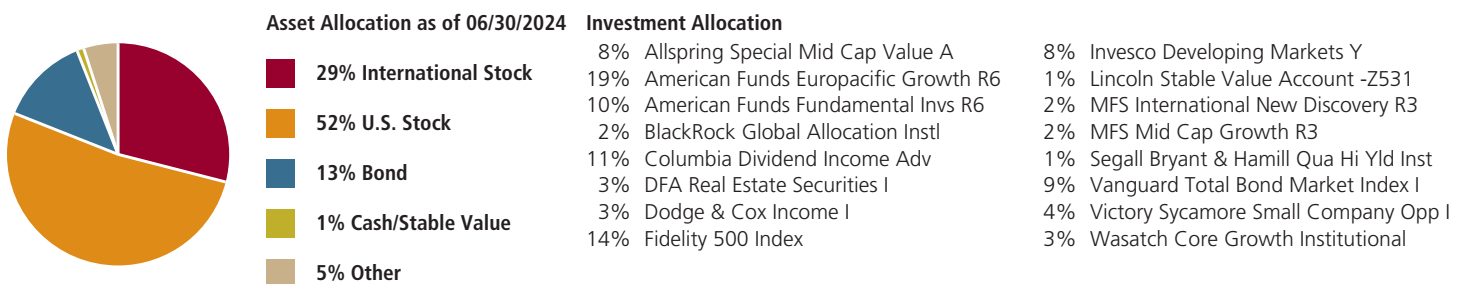 Asset Allocation as of 06/30/2024
29% International Stock
52% U.S. Stock
13% Bond
1% Cash/Stable Value
5% Other
Investment Allocation
8% Allspring Special Mid Cap Value A
19% American Funds Europacific Growth R6
10% American Funds Fundamental Invs R6
2% BlackRock Global Allocation Instl
11% Columbia Dividend Income Adv
3% DFA Real Estate Securities I
3% Dodge & Cox Income I
14% Fidelity 500 Index
8% Invesco Developing Markets Y
1% Lincoln Stable Value Account -Z531
2% MFS International New Discovery R3
2% MFS Mid Cap Growth R3
1% Segall Bryant & Hamill Qua Hi Yld Inst
9% Vanguard Total Bond Market Index I
4% Victory Sycamore Small Company Opp I
3% Wasatch Core Growth Institutional